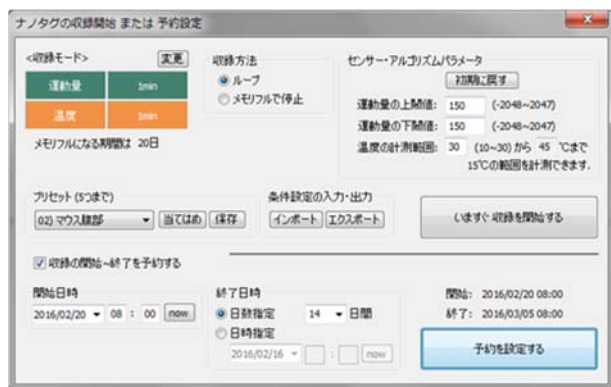 ナノタグの収録開始 または 予約設定
<収録モード> 変更
運動量 1min
温度 1min
メモリフルになる期間は 20日
収録方法
ループ
メモリフルで停止
センサー・アルゴリズムパラメータ
初期に戻す
運動量の上閾値: 150 (-2048~2047)
運動量の下閾値: 150 (-2048~2047)
温度の計測範囲: 30 (10~30) から 45 ℃まで
15℃の範囲を計測できます.
プリセット (5つまで)
02) マウス腹部 当てはめ 保存
条件設定の入力・出力
インポート エクスポート
いますぐ収録を開始する
収録の開始~終了を予約する
開始日時
2016/02/20 08 : 00 now
終了日時
日数指定 14 日間
日時指定
2016/02/16 : now
開始: 2016/02/20 08:00
終了: 2016/03/05 08:00
予約を設定する